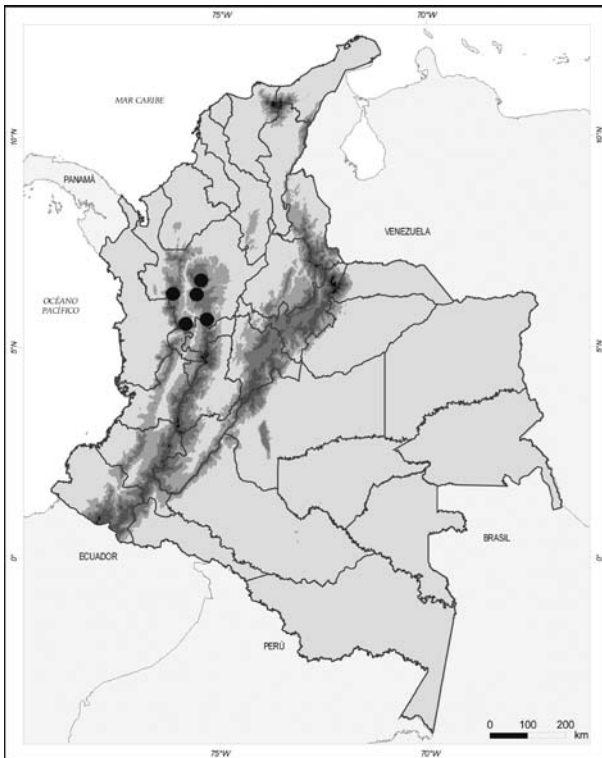 75°W
70°W
MAR CARIBE
10°N
10°N
PANAMÁ
VENEZUELA
OCÉANO
PACÍFICO
5°N
5°N
BRASIL
ECUADOR
0°
0°
PERÚ
0 100 200
km
75°W
70°W